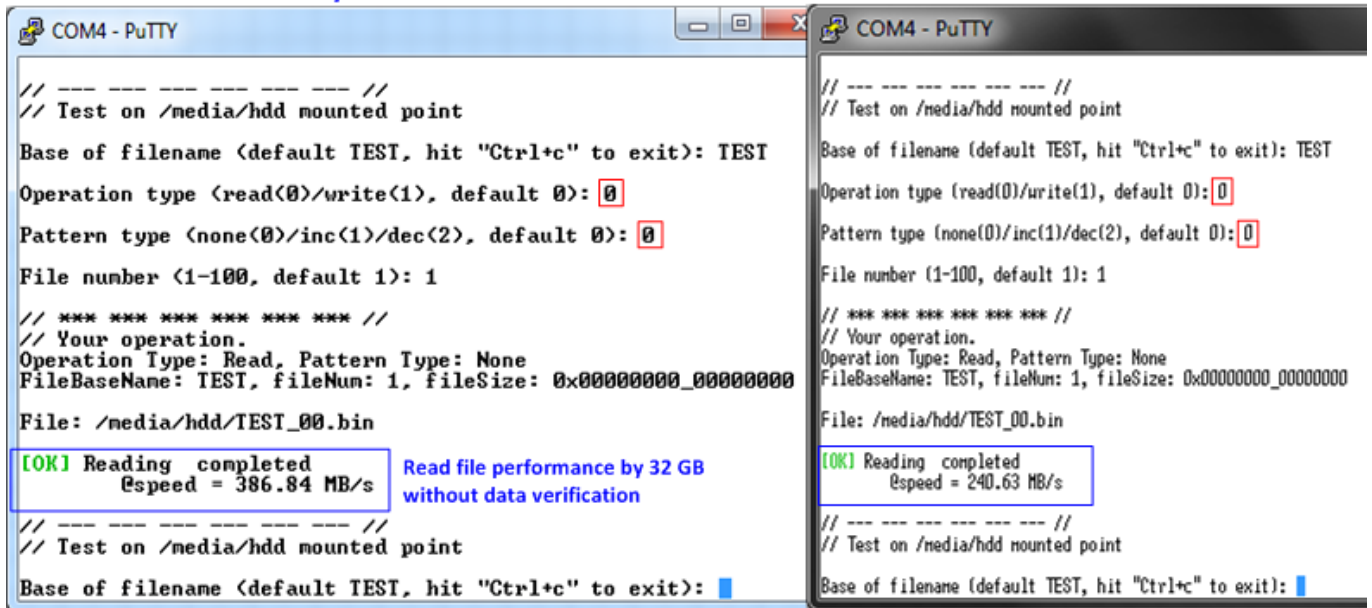 COM4 - PuTTY
// --- --- --- --- --- --- //
// Test on /media/hdd mounted point
Base of filename (default TEST, hit "Ctrl+c" to exit): TEST
Operation type (read(0)/write(1), default 0): 0
Pattern type (none(0)/inc(1)/dec(2), default 0): 0
File number (1-100, default 1): 1
// *** *** *** *** *** *** //
// Your operation.
Operation Type: Read, Pattern Type: None
FileBaseName: TEST, fileNum: 1, fileSize: 0x00000000_00000000
File: /media/hdd/TEST_00.bin
[OK] Reading  completed
@speed = 386.84 MB/s
Read file performance by 32 GB
without data verification
// --- --- --- --- --- --- //
// Test on /media/hdd mounted point
Base of filename (default TEST, hit "Ctrl+c" to exit):
COM4 - PuTTY
// --- --- --- --- --- --- //
// Test on /media/hdd mounted point
Base of filename (default TEST, hit "Ctrl+c" to exit): TEST
Operation type (read(0)/write(1), default 0): 0
Pattern type (none(0)/inc(1)/dec(2), default 0): 0
File number (1-100, default 1): 1
// *** *** *** *** *** *** //
// Your operation.
Operation Type: Read, Pattern Type: None
FileBaseName: TEST, fileNum: 1, fileSize: 0x00000000_00000000
File: /media/hdd/TEST_00.bin
[OK] Reading  completed
@speed = 240.63 MB/s
// --- --- --- --- --- --- //
// Test on /media/hdd mounted point
Base of filename (default TEST, hit "Ctrl+c" to exit):